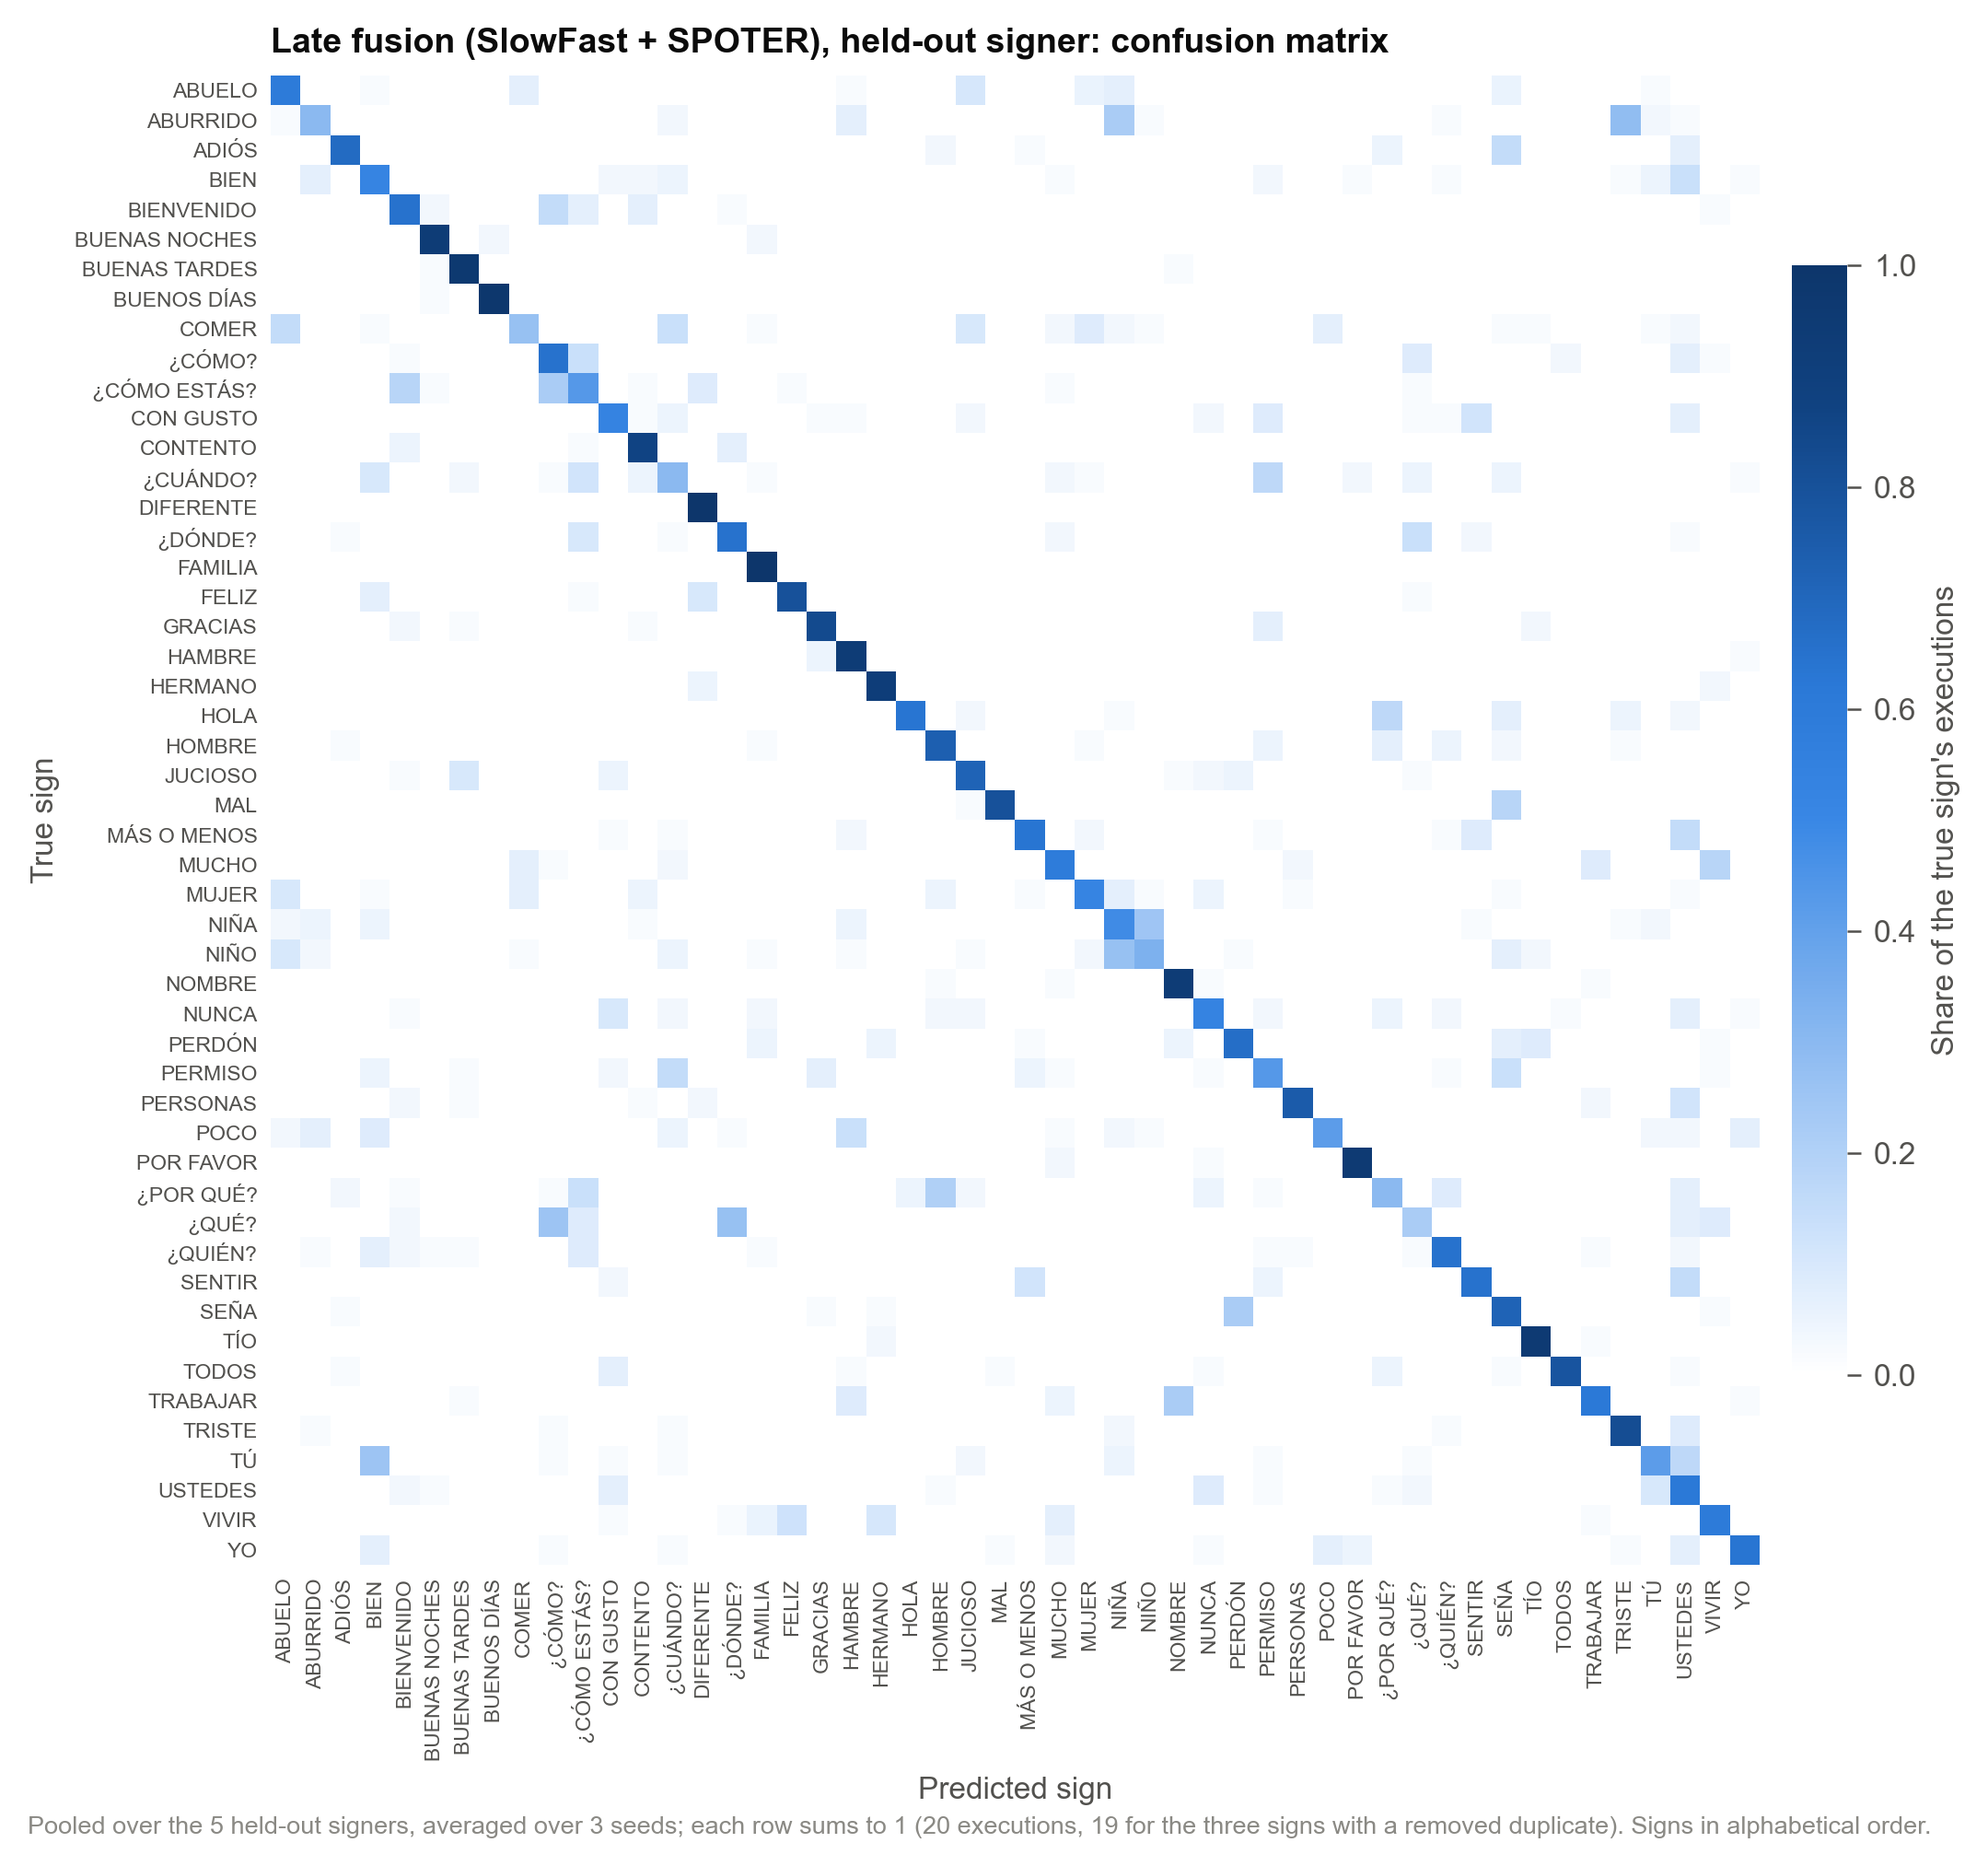 Late fusion (SlowFast + SPOTER), held-out signer: confusion matrix
True sign
ABUELO
ABURRIDO
ADIÓS
BIEN
BIENVENIDO
BUENAS NOCHES
BUENAS TARDES
BUENOS DÍAS
COMER
¿CÓMO?
¿CÓMO ESTÁS?
CON GUSTO
CONTENTO
¿CUÁNDO?
DIFERENTE
¿DÓNDE?
FAMILIA
FELIZ
GRACIAS
HAMBRE
HERMANO
HOLA
HOMBRE
JUCIOSO
MAL
MÁS O MENOS
MUCHO
MUJER
NIÑA
NIÑO
NOMBRE
NUNCA
PERDÓN
PERMISO
PERSONAS
POCO
POR FAVOR
¿POR QUÉ?
¿QUÉ?
¿QUIÉN?
SENTIR
SEÑA
TÍO
TODOS
TRABAJAR
TRISTE
TÚ
USTEDES
VIVIR
YO
ABUELO
ABURRIDO
ADIÓS
BIEN
BIENVENIDO
BUENAS NOCHES
BUENAS TARDES
BUENOS DÍAS
COMER
¿CÓMO?
¿CÓMO ESTÁS?
CON GUSTO
CONTENTO
¿CUÁNDO?
DIFERENTE
¿DÓNDE?
FAMILIA
FELIZ
GRACIAS
HAMBRE
HERMANO
HOLA
HOMBRE
JUCIOSO
MAL
MÁS O MENOS
MUCHO
MUJER
NIÑA
NIÑO
NOMBRE
NUNCA
PERDÓN
PERMISO
PERSONAS
POCO
POR FAVOR
¿POR QUÉ?
¿QUÉ?
¿QUIÉN?
SENTIR
SEÑA
TÍO
TODOS
TRABAJAR
TRISTE
TÚ
USTEDES
VIVIR
YO
Predicted sign
1.0
0.8
0.6
0.4
0.2
0.0
Share of the true sign's executions
Pooled over the 5 held-out signers, averaged over 3 seeds; each row sums to 1 (20 executions, 19 for the three signs with a removed duplicate). Signs in alphabetical order.